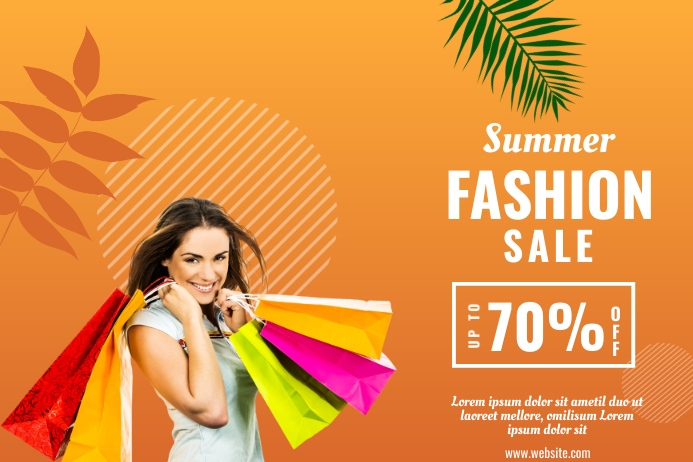 Summer
FASHION
SALE
UP TO 70% OFF
Lorem ipsum dolor sit ametil duo ut
laoreet mellore, omilisum Lorem
ipsum dolor sit
www.website.com